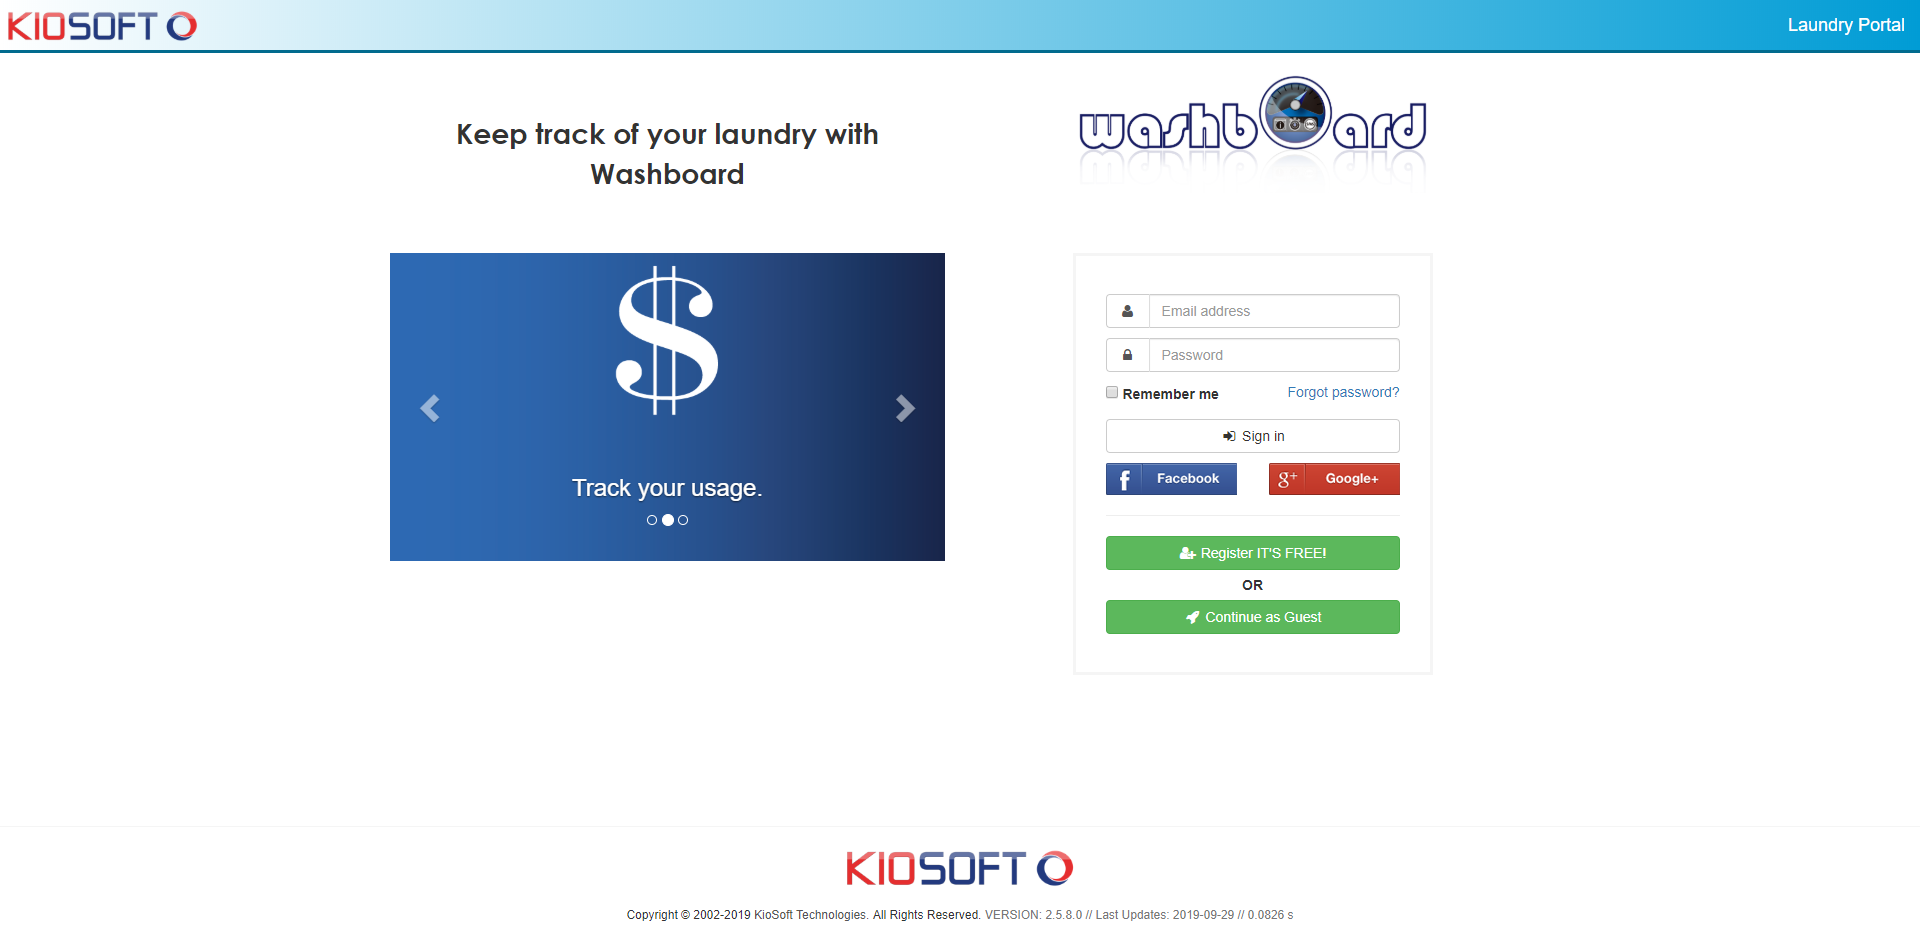 KIOSOFT
Laundry Portal
Keep track of your laundry with
Washboard
washboard
Track your usage.
Email address
Password
Remember me
Forgot password?
Sign in
f Facebook
g+ Google+
Register IT'S FREE!
OR
Continue as Guest
KIOSOFT
Copyright © 2002-2019 KioSoft Technologies. All Rights Reserved. VERSION: 2.5.8.0 // Last Updates: 2019-09-29 // 0.0826 s